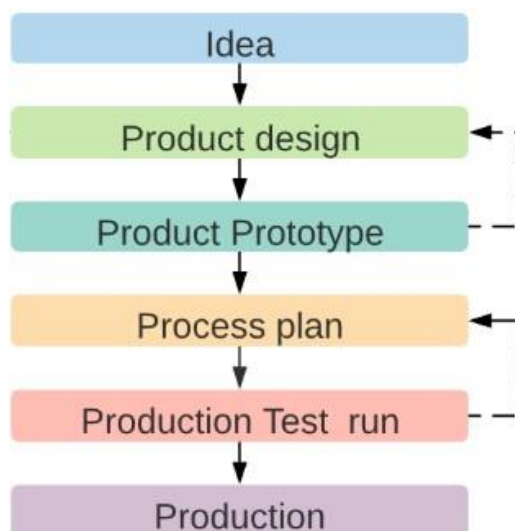 Idea
Product design
Product Prototype
Process plan
Production Test run
Production